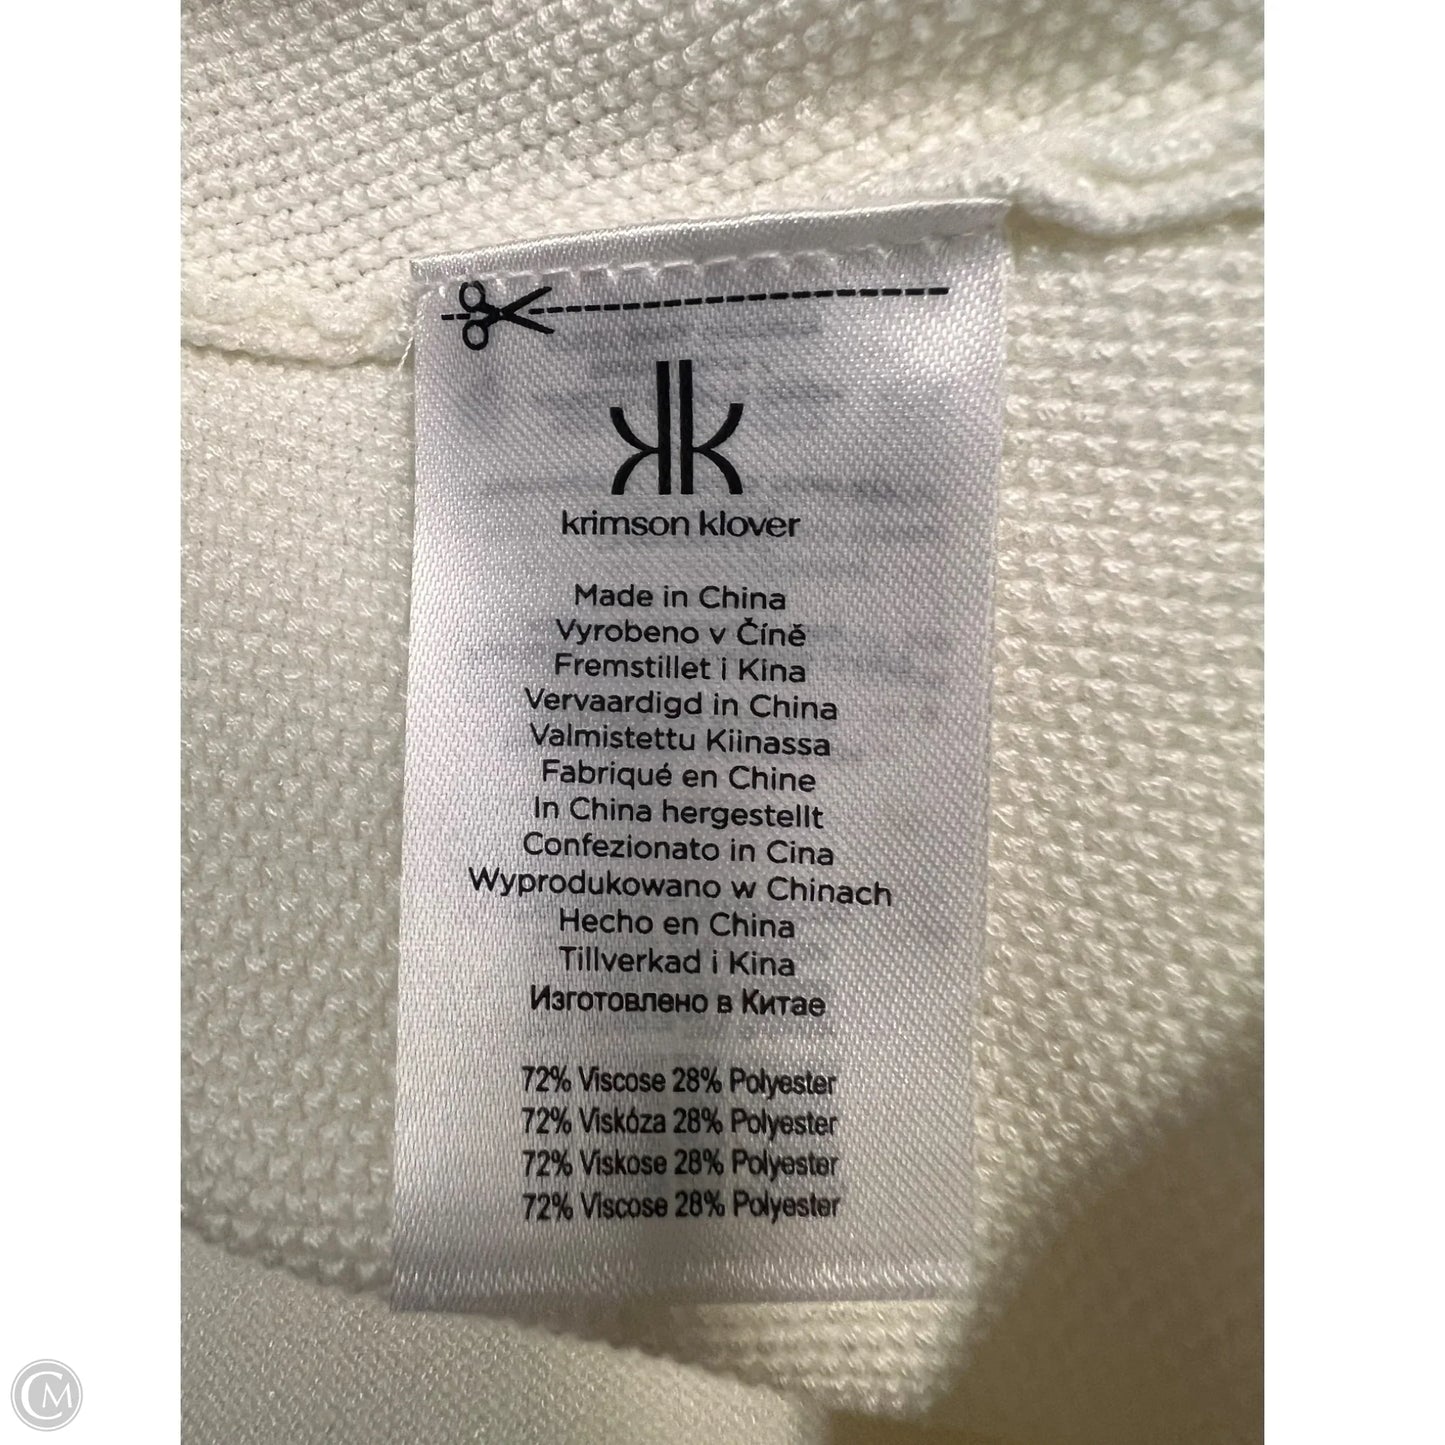 krimson klover
Made in China
Vyrobeno v Číně
Fremstillet i Kina
Vervaardigd in China
Valmistettu Kiinassa
Fabriqué en Chine
In China hergestellt
Confezionato in Cina
Wyprodukowano w Chinach
Hecho en China
Tillverkad i Kina
Изготовлено в Китае
72% Viscose 28% Polyester
72% Viskóza 28% Polyester
72% Viskose 28% Polyester
72% Viscose 28% Polyester
CM